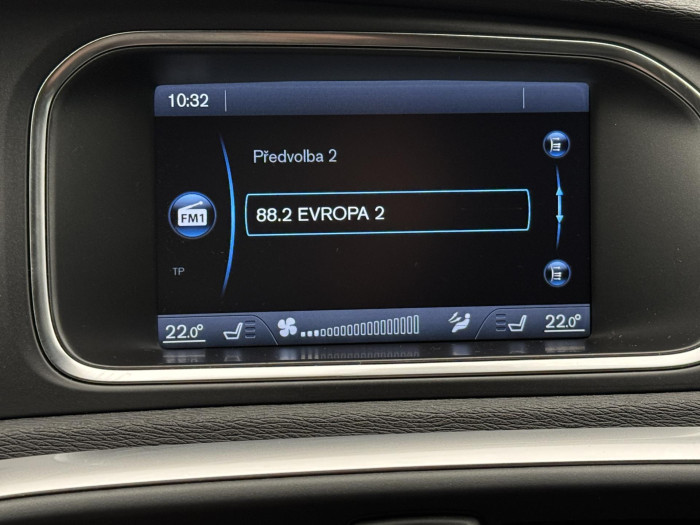 10:32
Předvolba 2
FM1
88.2 EVROPA 2
TP
22.0° 22.0°